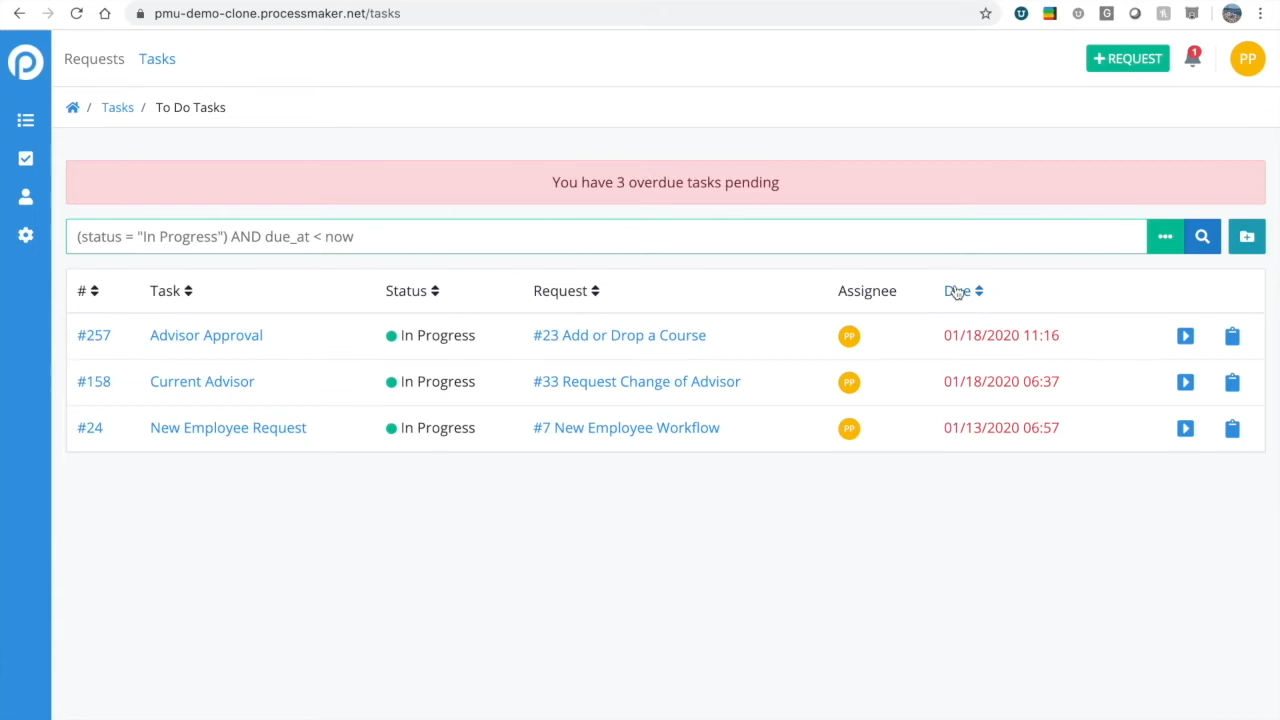 pmu-demo-clone.processmaker.net/tasks
Requests Tasks
+ REQUEST
1
PP
/ Tasks / To Do Tasks
You have 3 overdue tasks pending
(status = "In Progress") AND due_at < now
# Task Status Request Assignee Due
#257 Advisor Approval In Progress #23 Add or Drop a Course PP 01/18/2020 11:16
#158 Current Advisor In Progress #33 Request Change of Advisor PP 01/18/2020 06:37
#24 New Employee Request In Progress #7 New Employee Workflow PP 01/13/2020 06:57